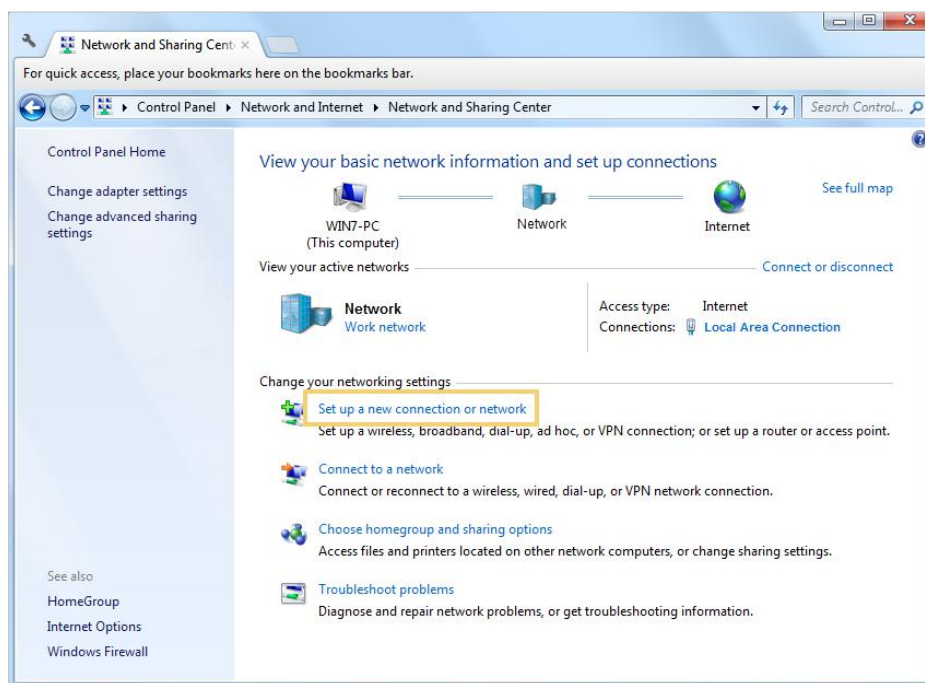 Network and Sharing Cent
For quick access, place your bookmarks here on the bookmarks bar.
Control Panel Network and Internet Network and Sharing Center
Search Control...
Control Panel Home
Change adapter settings
Change advanced sharing
settings
See also
HomeGroup
Internet Options
Windows Firewall
View your basic network information and set up connections
See full map
WIN7-PC
(This computer)
Network
Internet
View your active networks
Connect or disconnect
Network
Work network
Access type: Internet
Connections: Local Area Connection
Change your networking settings
Set up a new connection or network
Set up a wireless, broadband, dial-up, ad hoc, or VPN connection; or set up a router or access point.
Connect to a network
Connect or reconnect to a wireless, wired, dial-up, or VPN network connection.
Choose homegroup and sharing options
Access files and printers located on other network computers, or change sharing settings.
Troubleshoot problems
Diagnose and repair network problems, or get troubleshooting information.